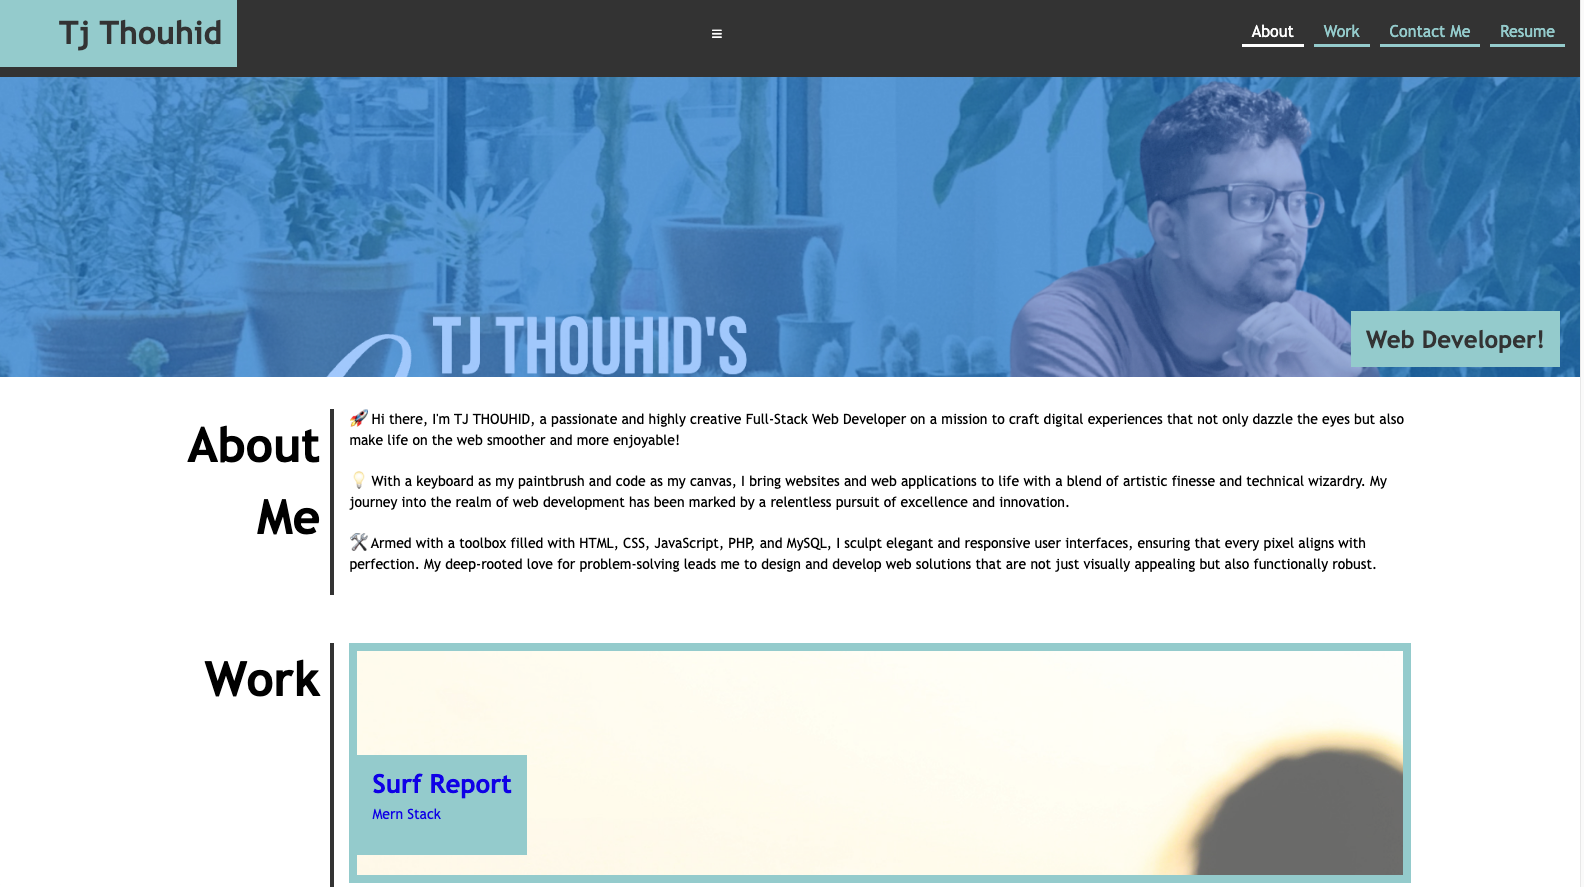 Tj Thouhid
≡
About Work Contact Me Resume
TJ THOUHID'S
Web Developer!
About
Me
🚀 Hi there, I'm TJ THOUHID, a passionate and highly creative Full-Stack Web Developer on a mission to craft digital experiences that not only dazzle the eyes but also
make life on the web smoother and more enjoyable!
💡 With a keyboard as my paintbrush and code as my canvas, I bring websites and web applications to life with a blend of artistic finesse and technical wizardry. My
journey into the realm of web development has been marked by a relentless pursuit of excellence and innovation.
🛠 Armed with a toolbox filled with HTML, CSS, JavaScript, PHP, and MySQL, I sculpt elegant and responsive user interfaces, ensuring that every pixel aligns with
perfection. My deep-rooted love for problem-solving leads me to design and develop web solutions that are not just visually appealing but also functionally robust.
Work
Surf Report
Mern Stack